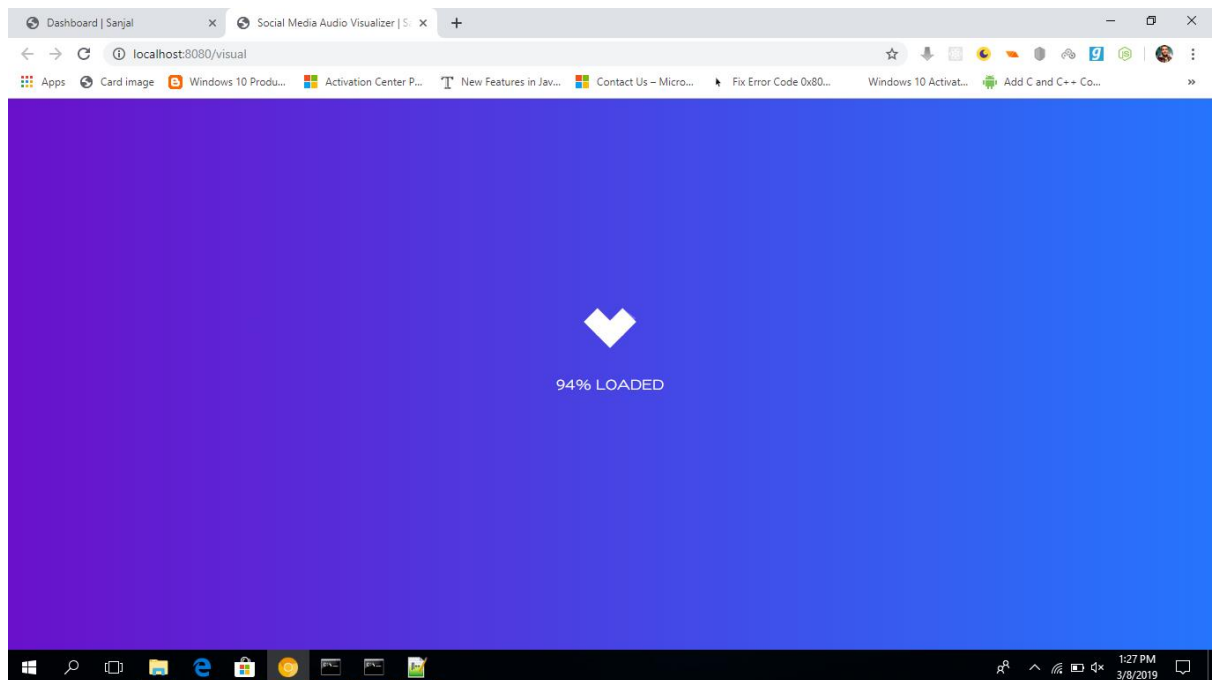 Dashboard | Sanjal
Social Media Audio Visualizer | S
localhost:8080/visual
Apps
Card image
Windows 10 Produ...
Activation Center P...
New Features in Jav...
Contact Us – Micro...
Fix Error Code 0x80...
Windows 10 Activat...
Add C and C++ Co...
94% LOADED
1:27 PM
3/8/2019